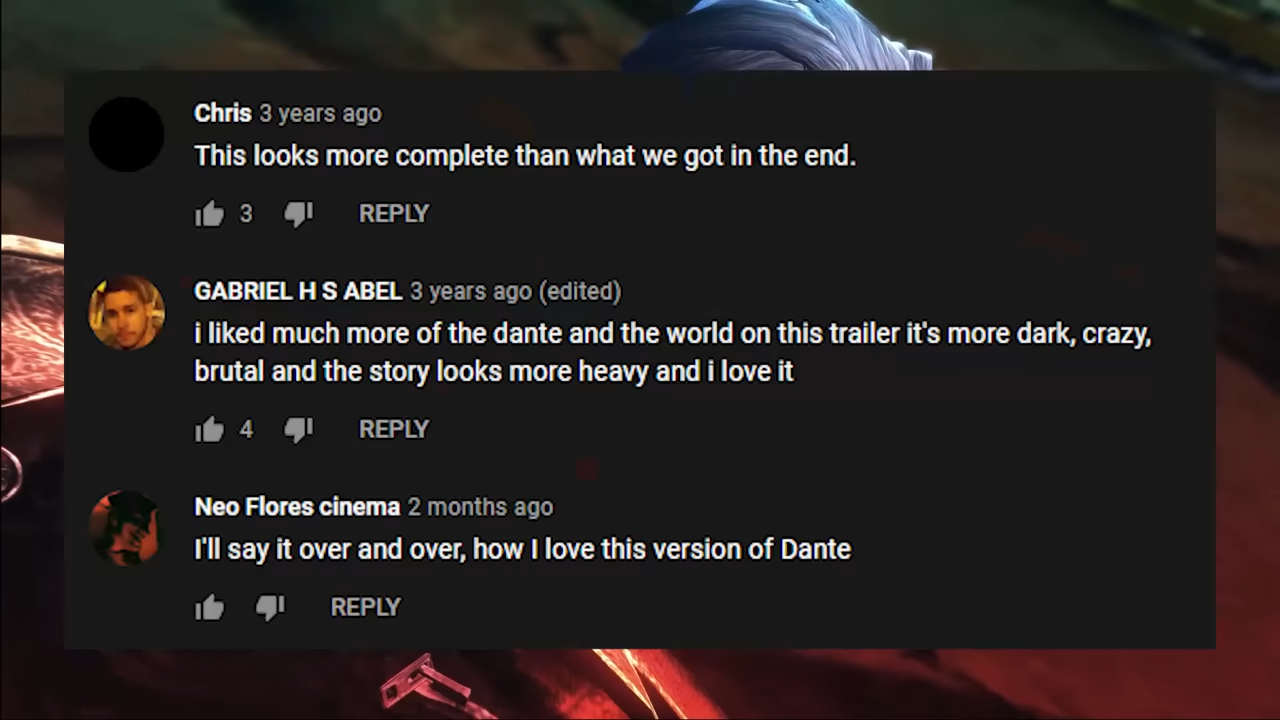 Chris 3 years ago
This looks more complete than what we got in the end.
3 REPLY
GABRIEL H S ABEL 3 years ago (edited)
i liked much more of the dante and the world on this trailer it's more dark, crazy,
brutal and the story looks more heavy and i love it
4 REPLY
Neo Flores cinema 2 months ago
I'll say it over and over, how I love this version of Dante
REPLY